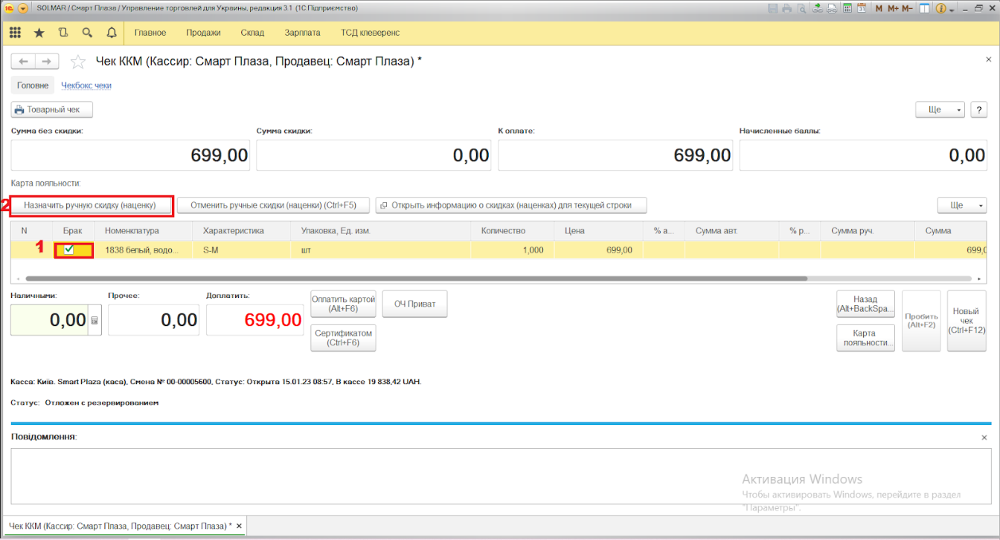 SOLMAR / Смарт Плаза / Управление торговлей для Украины, редакция 3.1 (1С:Підприємство)
M M+ M-
Главное Продажи Склад Зарплата ТСД клеверенс
Чек ККМ (Кассир: Смарт Плаза, Продавец: Смарт Плаза) *
Головне Чекбокс чеки
Товарный чек Ще ?
Сумма без скидки: Сумма скидки: К оплате: Начисленные баллы:
699,00 0,00 699,00 0,00
Карта лояльности:
2 Назначить ручную скидку (наценку) Отменить ручные скидки (наценки) (Ctrl+F5) Открыть информацию о скидках (наценках) для текущей строки Ще
N Брак Номенклатура Характеристика Упаковка, Ед. изм. Количество Цена % а... Сумма авт. % р... Сумма руч. Сумма
1 1838 белый, водо... S-M шт 1,000 699,00 699,0
Наличными: Прочее: Доплатить:
0,00 0,00 699,00
Оплатить картой
(Alt+F6)
ОЧ Приват
Сертификатом
(Ctrl+F6)
Назад
(Alt+BackSpa...
Карта
лояльности...
Пробить
(Alt+F2)
Новый
чек
(Ctrl+F12)
Касса: Київ. Smart Plaza (каса), Смена № 00-00005600, Статус: Открыта 15.01.23 08:57, В кассе 19 838,42 UAH.
Статус: Отложен с резервированием
Повідомлення:
Активация Windows
Чтобы активировать Windows, перейдите в раздел
"Параметры".
Чек ККМ (Кассир: Смарт Плаза, Продавец: Смарт Плаза) *